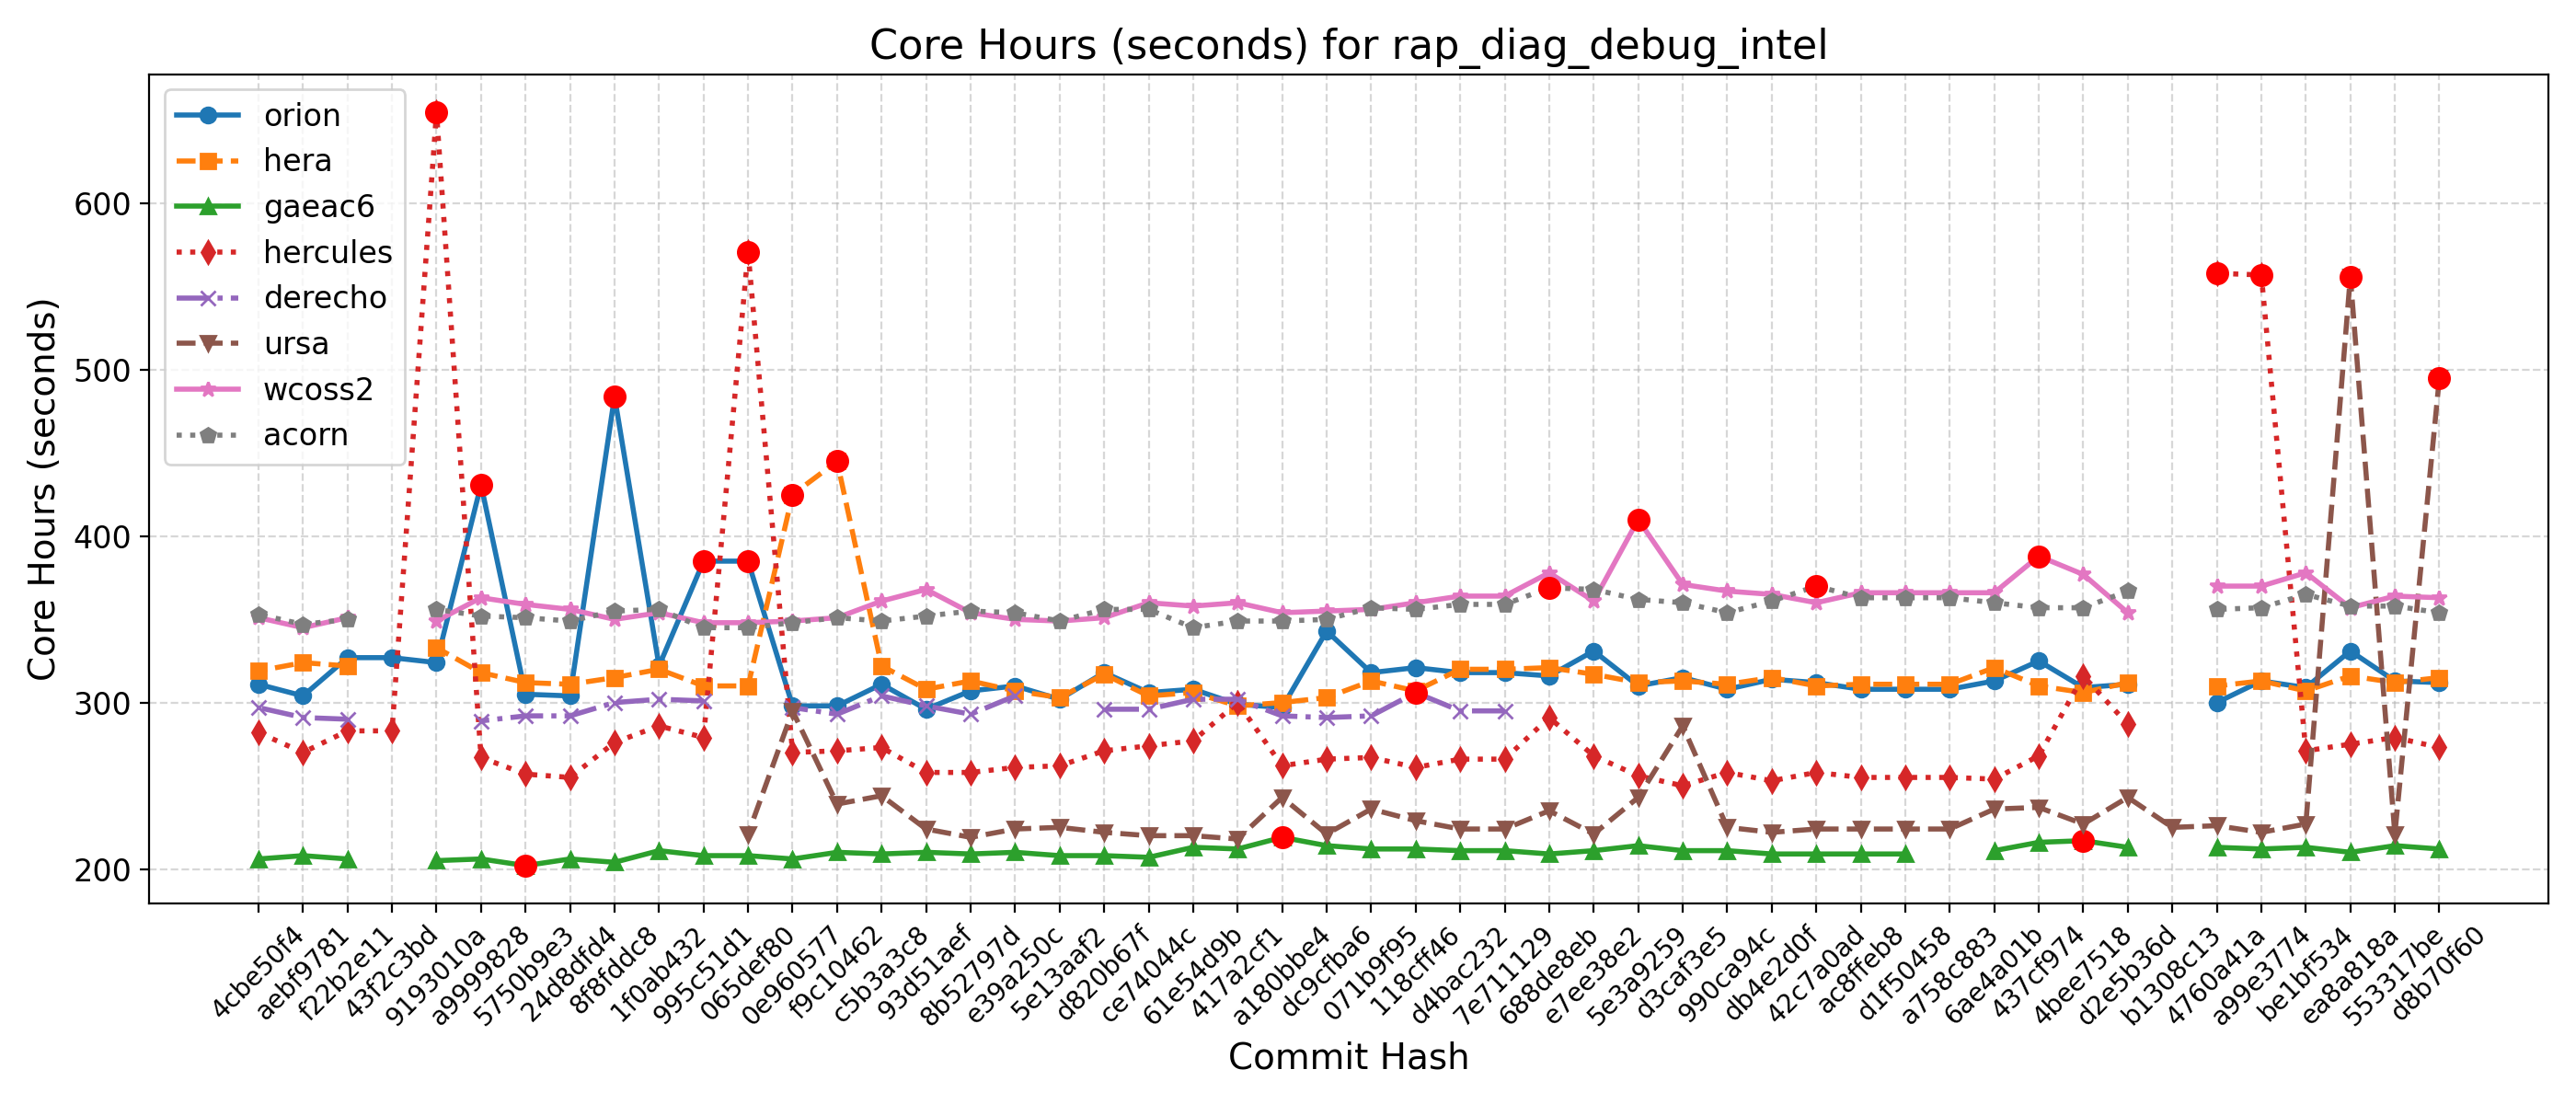 Core Hours (seconds) for rap_diag_debug_intel
Core Hours (seconds)
600
500
400
300
200
orion
hera
gaeac6
hercules
derecho
ursa
wcoss2
acorn
4cbe50f4
aebf9781
f22b2e11
43f2c3bd
9193010a
a9999828
5750b9e3
24d8dfd4
8f8fddc8
1f0ab432
995c51d1
065def80
0e960577
f9c10462
c5b3a3c8
93d51aef
8b52797d
e39a250c
5e13aaf2
d820b67f
ce74044c
61e54d9b
417a2cf1
a180bbe4
dc9cfba6
071b9f95
118cff46
d4bac232
7e711129
688de8eb
e7ee38e2
5e3a9259
d3caf3e5
990ca94c
db4e2d0f
42c7a0ad
ac8ffeb8
d1f50458
a758c883
6ae4a01b
437cf974
4bee7518
d2e5b36d
b1308c13
4760a41a
a99e3774
be1bf534
ea8a818a
553317be
d8b70f60
Commit Hash